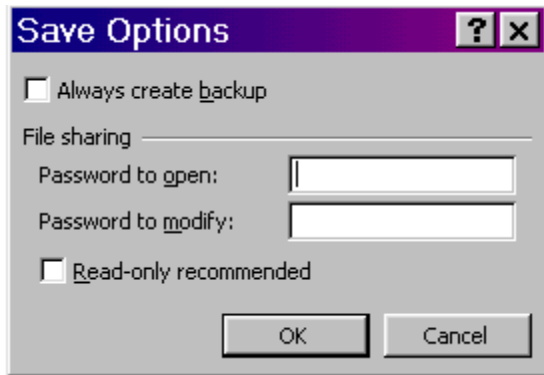 Save Options
Always create backup
File sharing
Password to open:
Password to modify:
Read-only recommended
OK Cancel